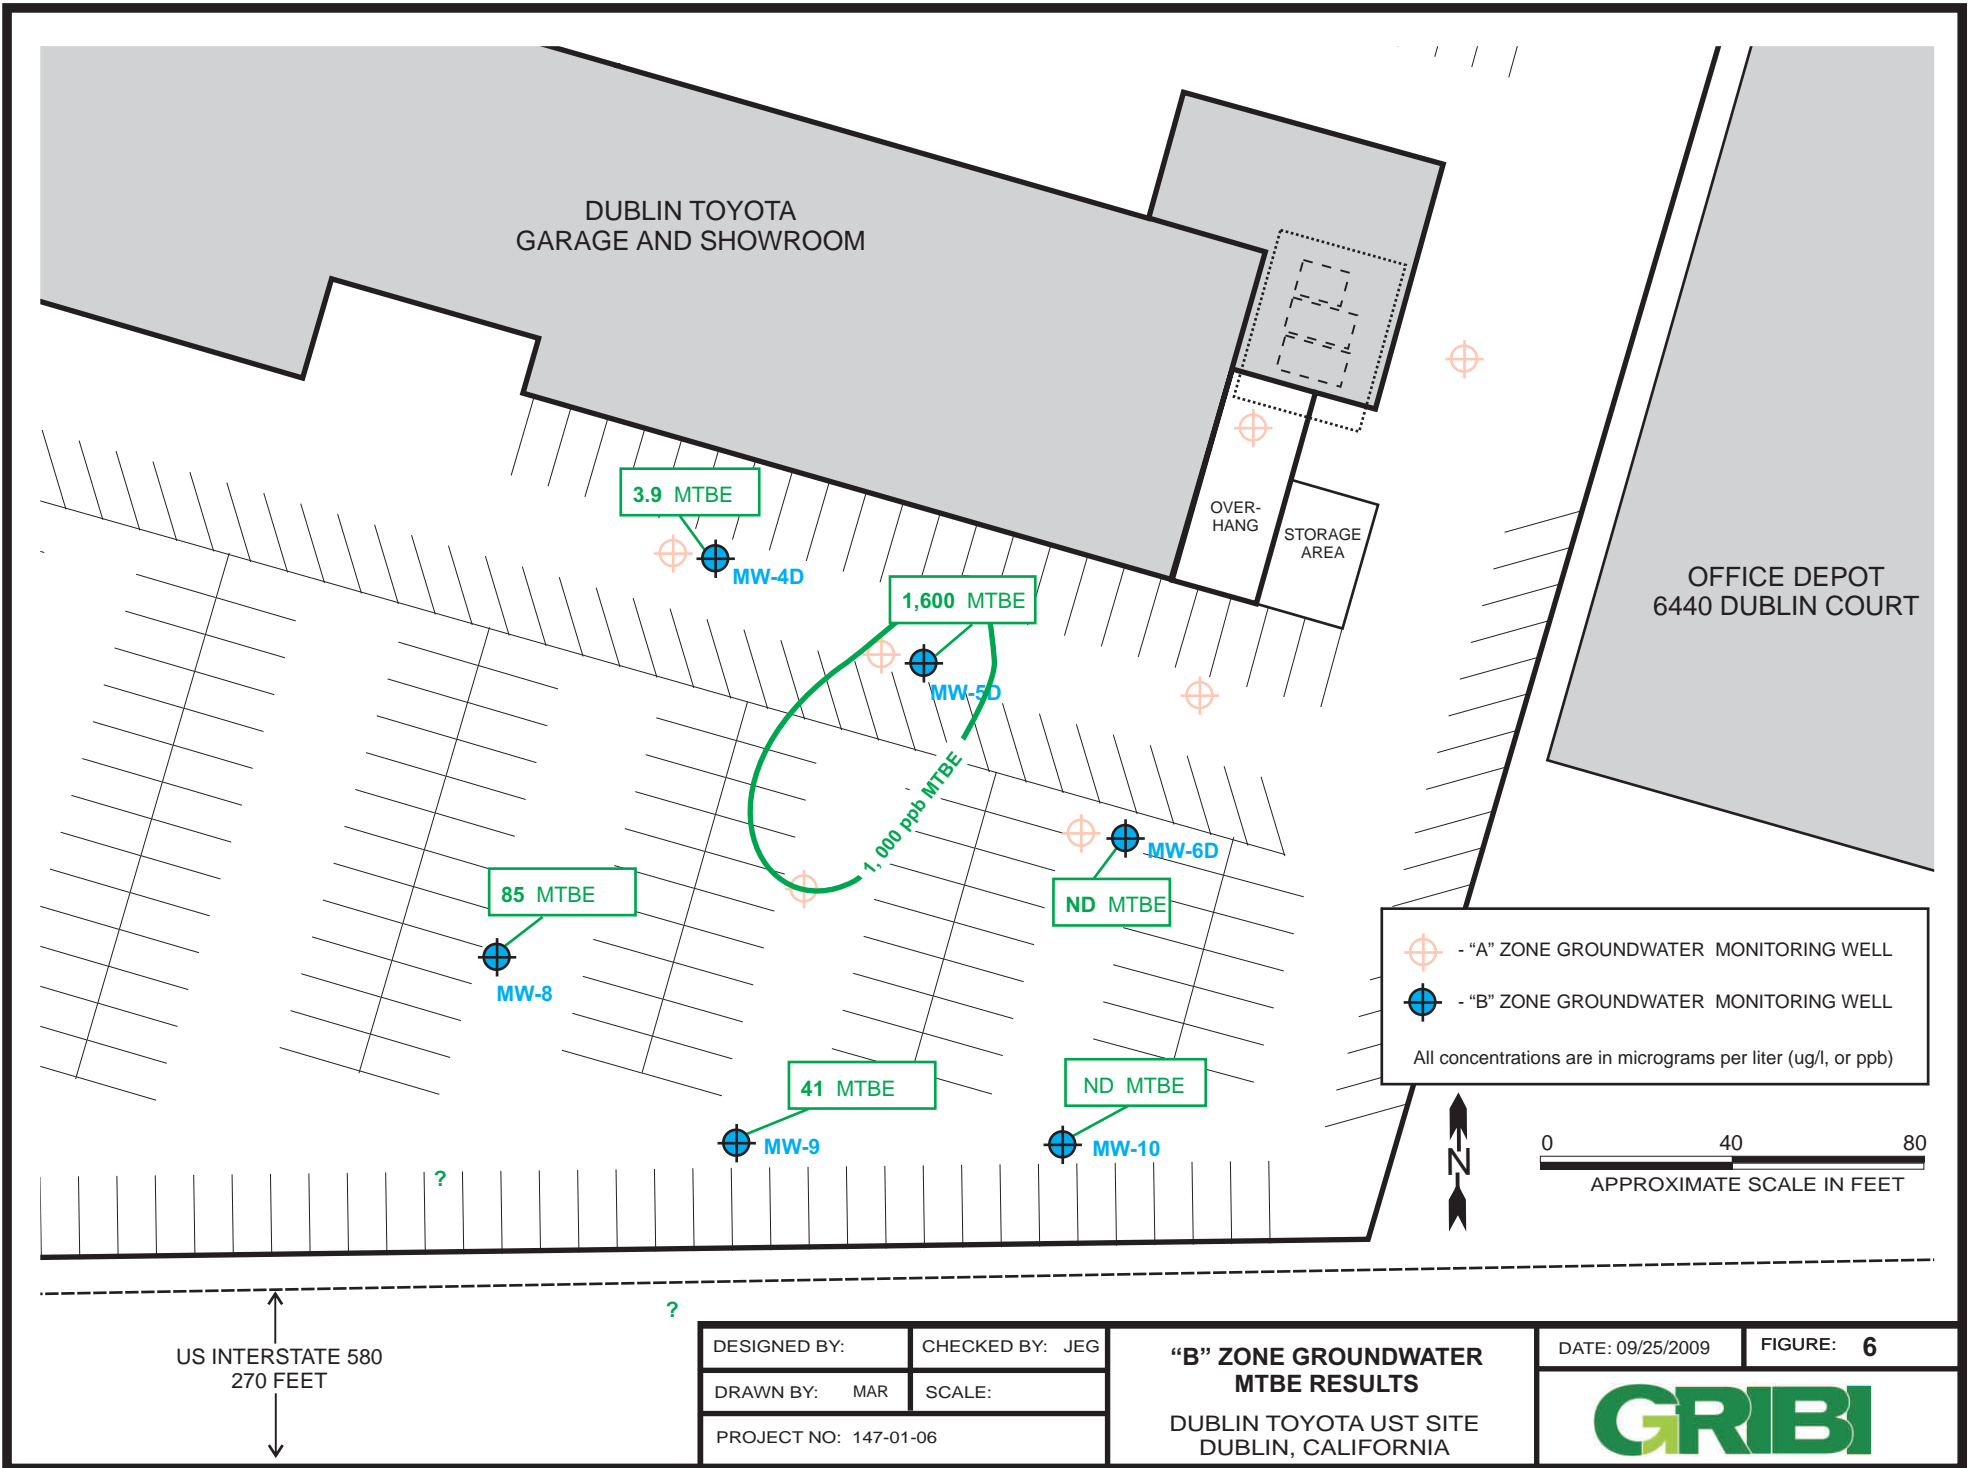 DUBLIN TOYOTA
GARAGE AND SHOWROOM
3.9 MTBE
MW-4D
1,600 MTBE
MW-5D
OVER-
HANG
STORAGE
AREA
OFFICE DEPOT
6440 DUBLIN COURT
1, 000 ppb MTBE
MW-6D
ND MTBE
85 MTBE
MW-8
- “A” ZONE GROUNDWATER MONITORING WELL
- “B” ZONE GROUNDWATER MONITORING WELL
All concentrations are in micrograms per liter (ug/l, or ppb)
41 MTBE
MW-9
ND MTBE
MW-10
N
0 40 80
APPROXIMATE SCALE IN FEET
?
?
US INTERSTATE 580
270 FEET
DESIGNED BY:
CHECKED BY: JEG
DRAWN BY: MAR
SCALE:
PROJECT NO: 147-01-06
“B” ZONE GROUNDWATER
MTBE RESULTS
DUBLIN TOYOTA UST SITE
DUBLIN, CALIFORNIA
DATE: 09/25/2009
FIGURE: 6
GRIBI